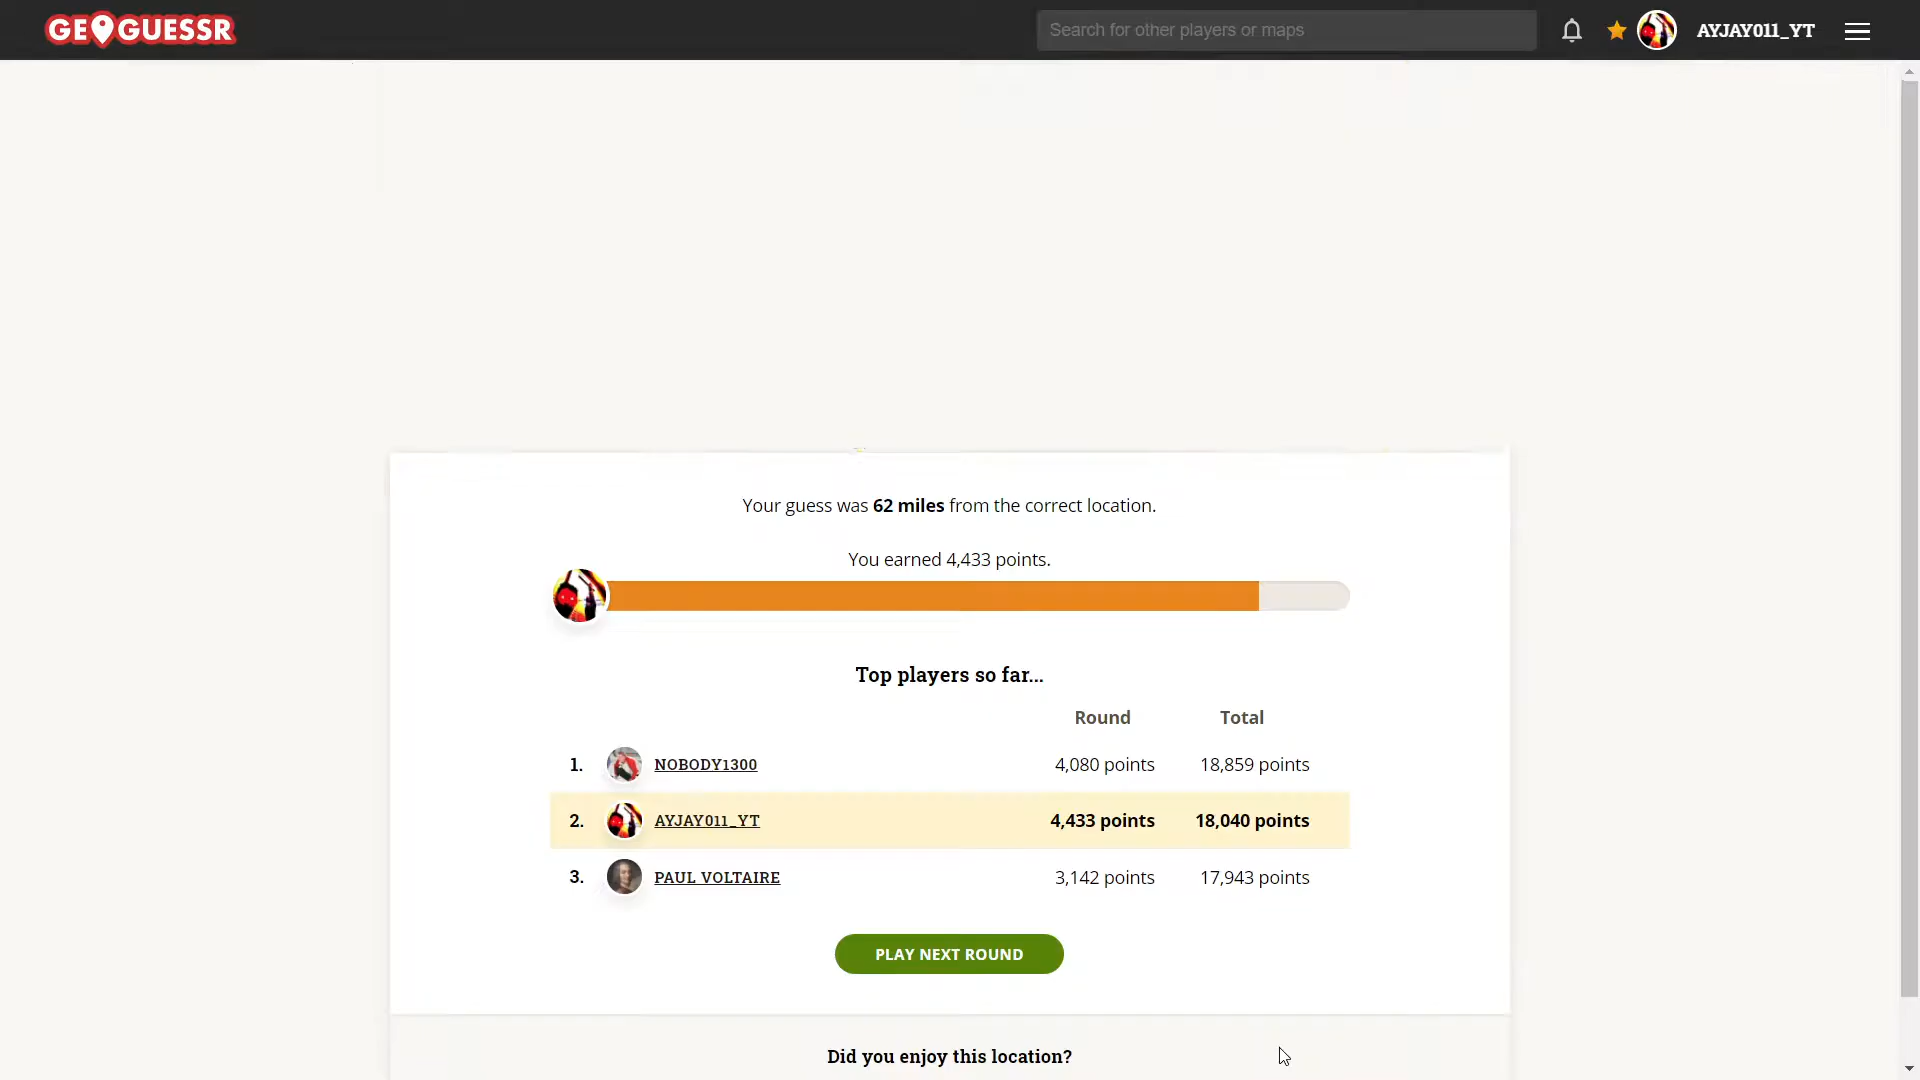 GEOGUESSR
Search for other players or maps
AYJAY011_YT
Your guess was 62 miles from the correct location.
You earned 4,433 points.
Top players so far...
Round Total
1. NOBODY1300 4,080 points 18,859 points
2. AYJAY011_YT 4,433 points 18,040 points
3. PAUL VOLTAIRE 3,142 points 17,943 points
PLAY NEXT ROUND
Did you enjoy this location?